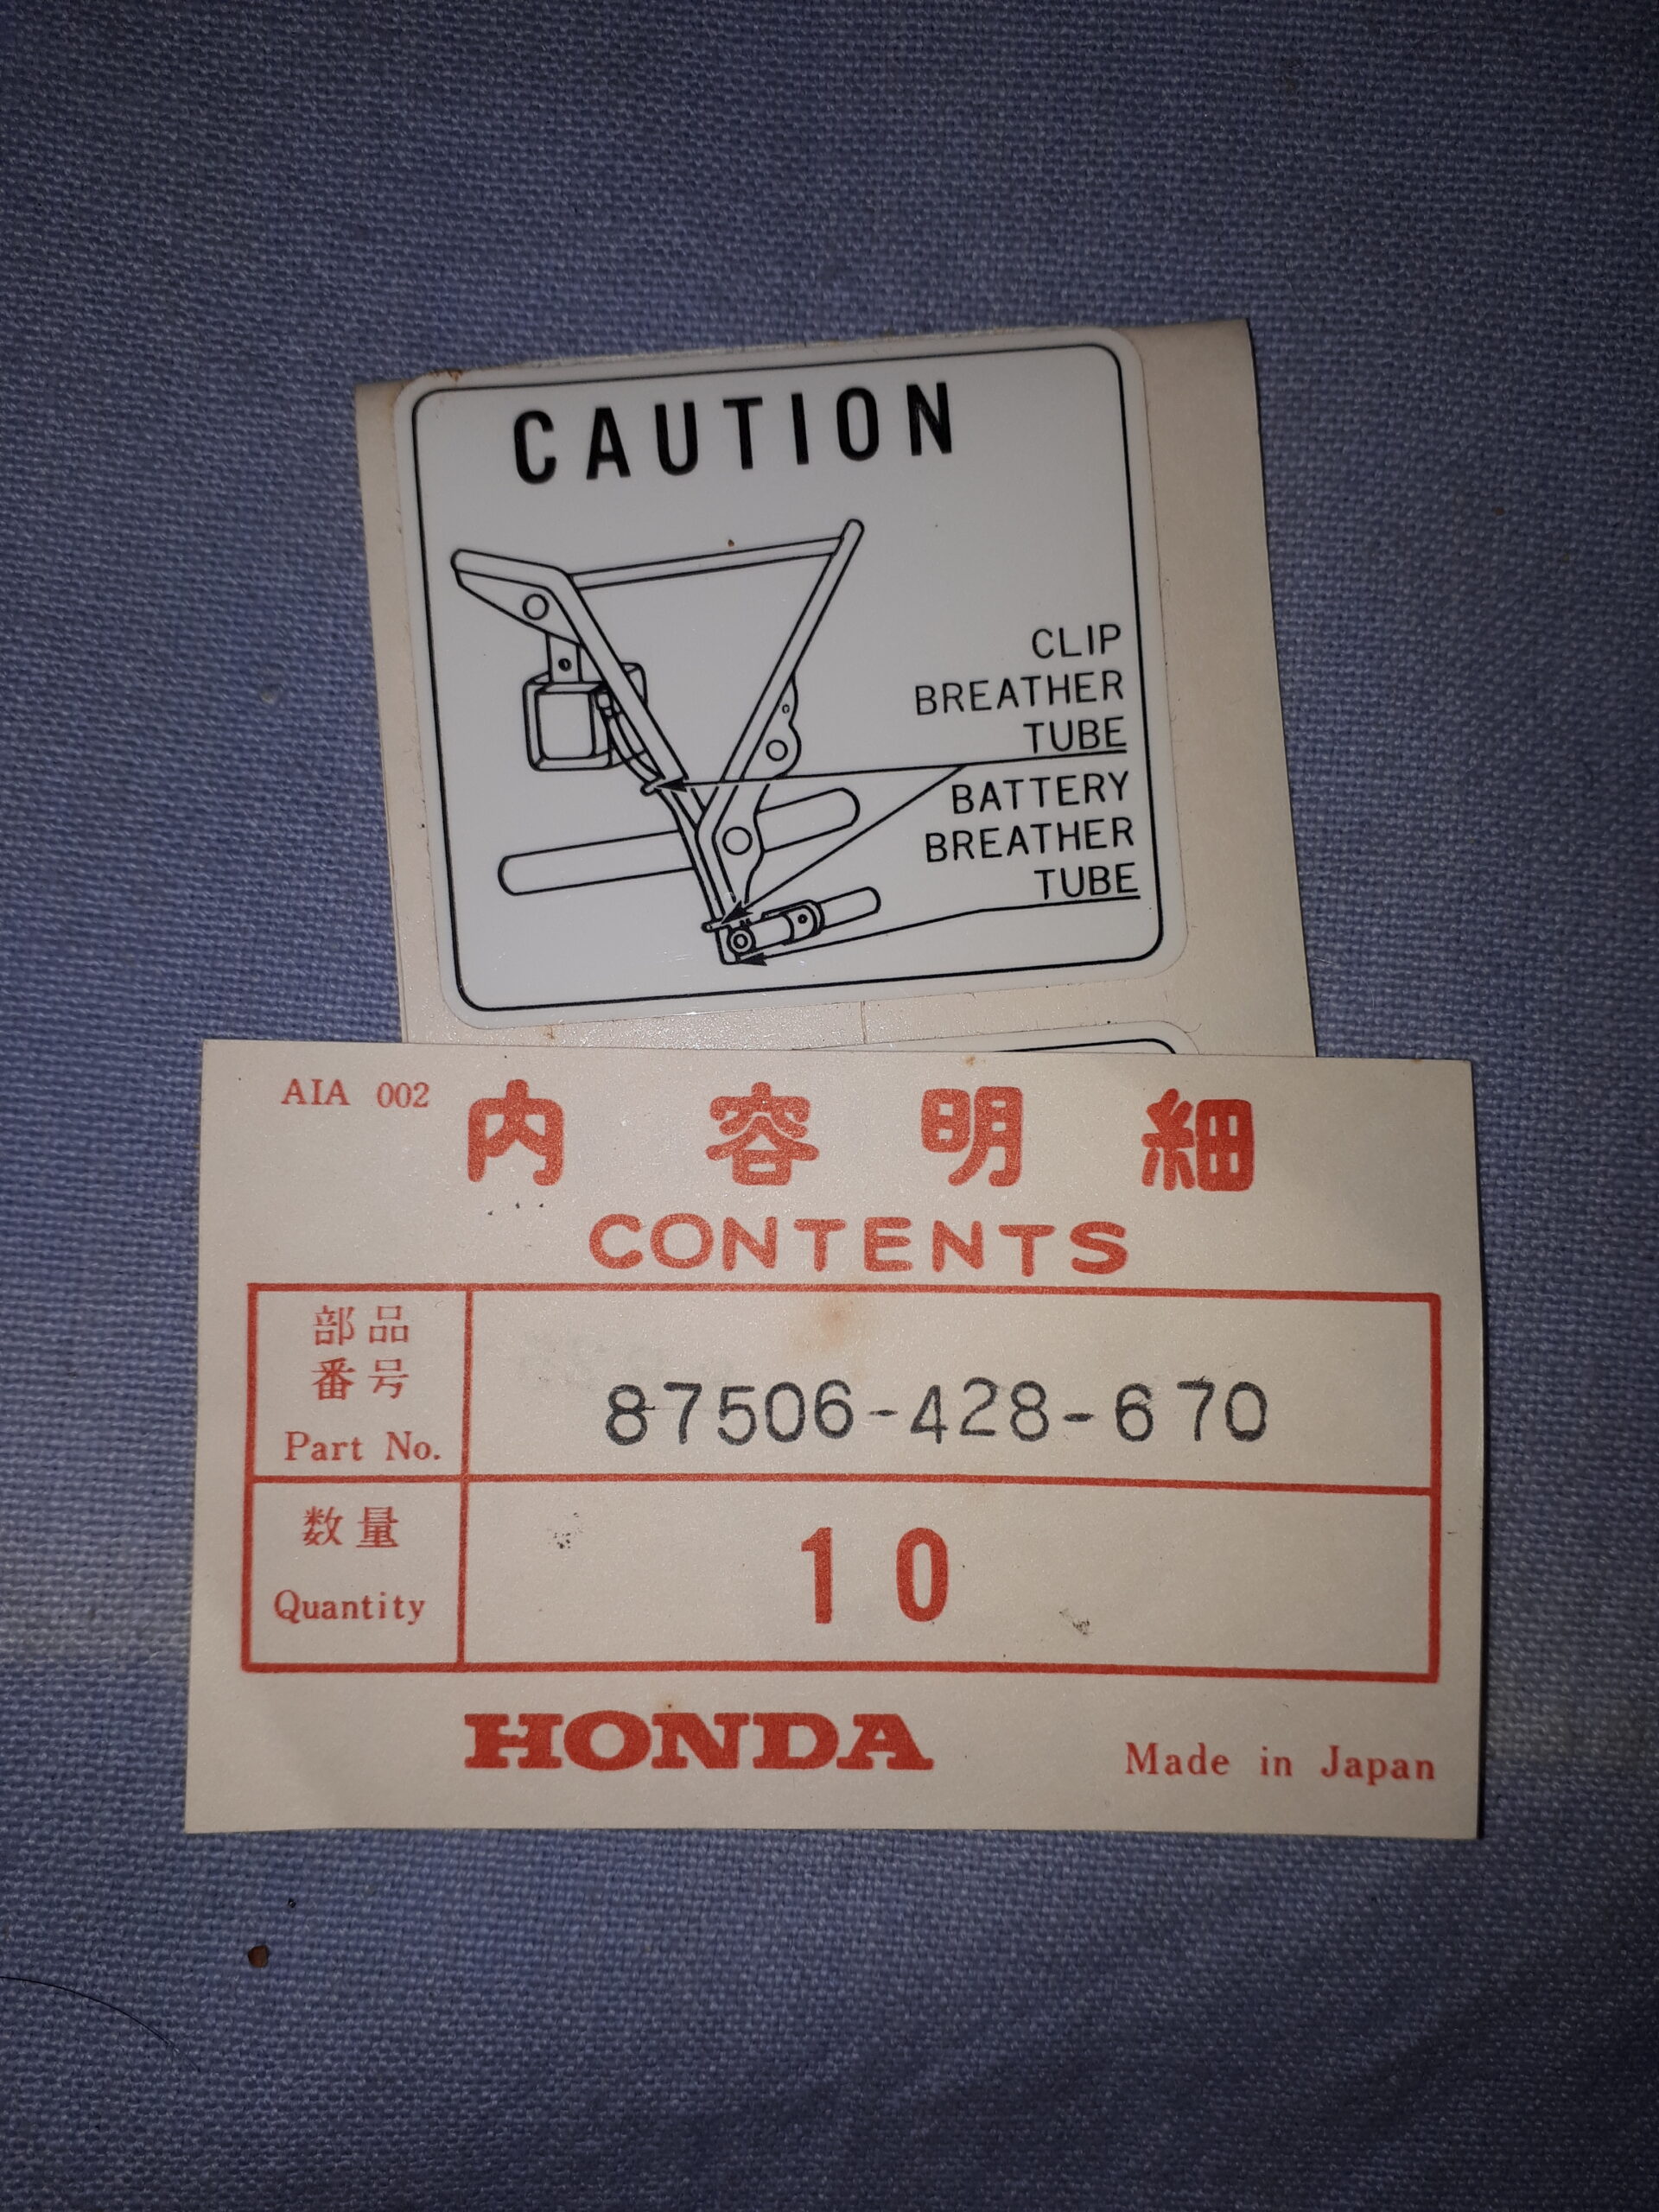 CAUTION
CLIP
BREATHER
TUBE
BATTERY
BREATHER
TUBE
AIA 002
内容明細
CONTENTS
部品
番号
Part No.
87506-428-670
数量
Quantity
10
HONDA
Made in Japan